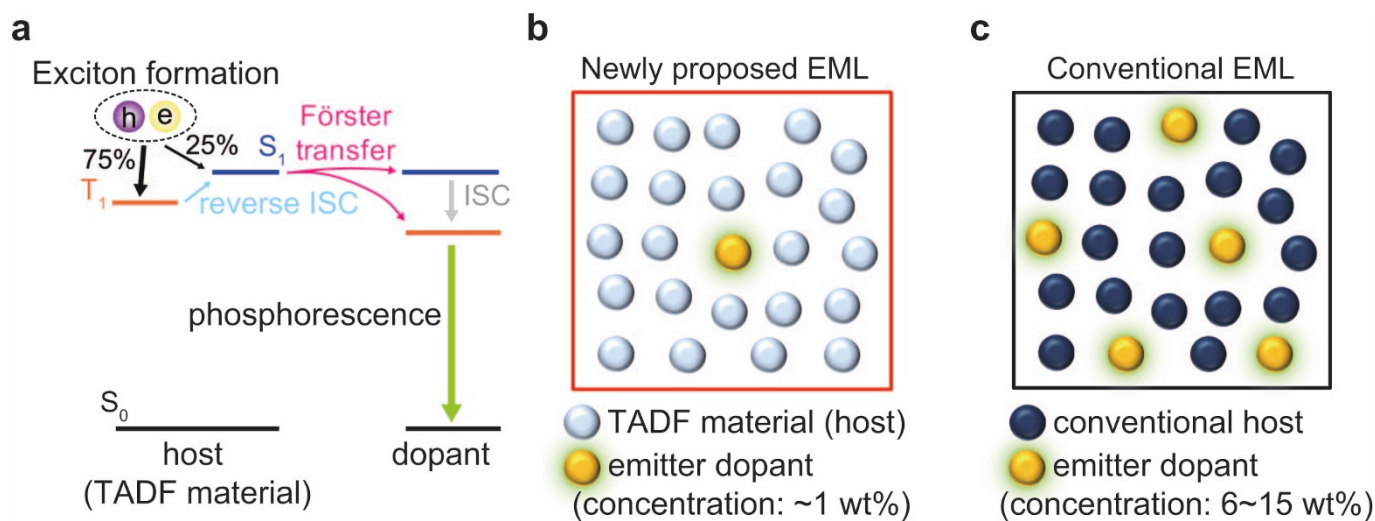 a
Exciton formation
h e
75%
25%
S1
Förster
transfer
T1
reverse ISC
ISC
phosphorescence
S0
host
(TADF material)
dopant
b
Newly proposed EML
TADF material (host)
emitter dopant
(concentration: ~1 wt%)
c
Conventional EML
conventional host
emitter dopant
(concentration: 6~15 wt%)